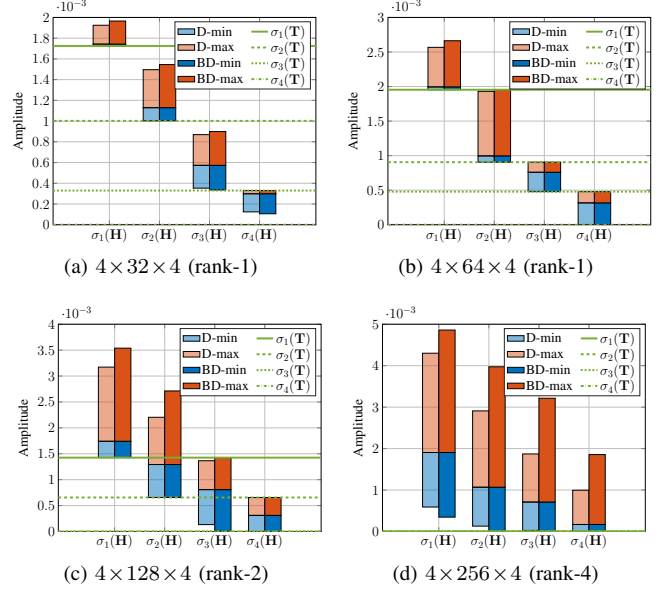 ·10⁻³
2
1.8
1.6
1.4
1.2
1
0.8
0.6
0.4
0.2
0
Amplitude
D-min
D-max
BD-min
BD-max
σ₁(T)
σ₂(T)
σ₃(T)
σ₄(T)
σ₁(H) σ₂(H) σ₃(H) σ₄(H)
(a) 4×32×4 (rank-1)
·10⁻³
3
2.5
2
1.5
1
0.5
0
Amplitude
D-min
D-max
BD-min
BD-max
σ₁(T)
σ₂(T)
σ₃(T)
σ₄(T)
σ₁(H) σ₂(H) σ₃(H) σ₄(H)
(b) 4×64×4 (rank-1)
·10⁻³
4
3.5
3
2.5
2
1.5
1
0.5
0
Amplitude
D-min
D-max
BD-min
BD-max
σ₁(T)
σ₂(T)
σ₃(T)
σ₄(T)
σ₁(H) σ₂(H) σ₃(H) σ₄(H)
(c) 4×128×4 (rank-2)
·10⁻³
5
4
3
2
1
0
Amplitude
D-min
D-max
BD-min
BD-max
σ₁(T)
σ₂(T)
σ₃(T)
σ₄(T)
σ₁(H) σ₂(H) σ₃(H) σ₄(H)
(d) 4×256×4 (rank-4)